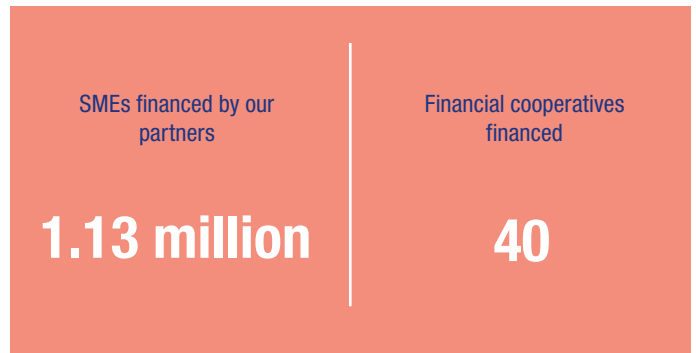 SMEs financed by our
partners
1.13 million
Financial cooperatives
financed
40